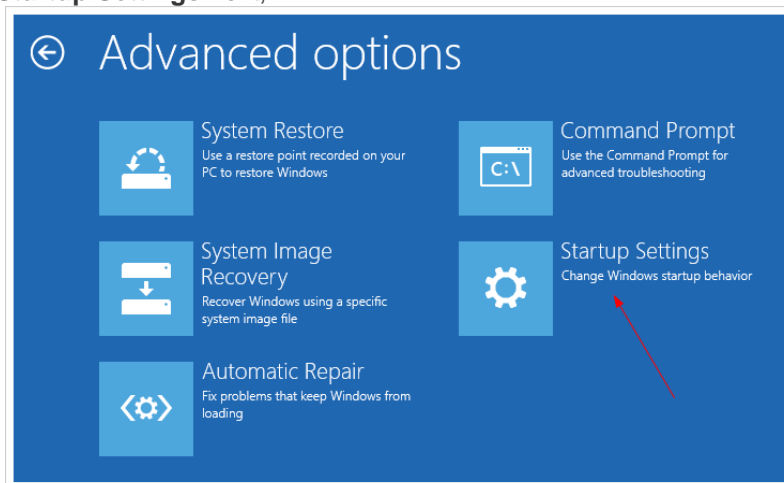 Advanced options
System Restore
Use a restore point recorded on your
PC to restore Windows
Command Prompt
Use the Command Prompt for
advanced troubleshooting
C:\
System Image
Recovery
Recover Windows using a specific
system image file
Startup Settings
Change Windows startup behavior
Automatic Repair
Fix problems that keep Windows from
loading